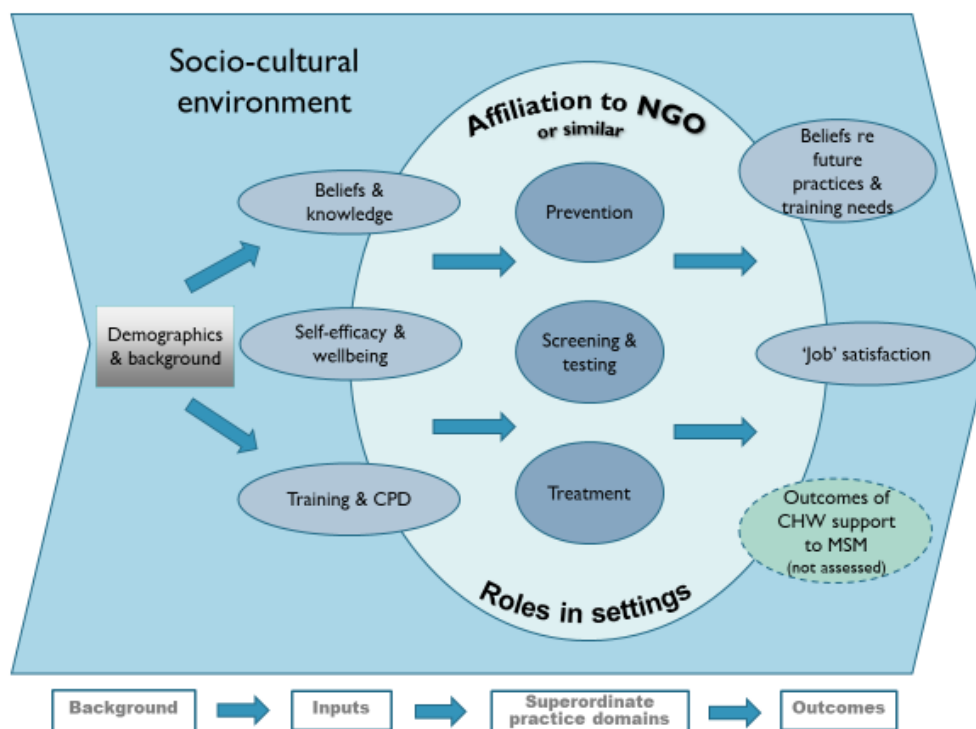 Socio-cultural
environment
Affiliation to NGO
or similar
Demographics
& background
Beliefs &
knowledge
Self-efficacy &
wellbeing
Training & CPD
Prevention
Screening &
testing
Treatment
Roles in settings
Beliefs re
future
practices &
training needs
'Job' satisfaction
Outcomes of
CHW support
to MSM
(not assessed)
Background
Inputs
Superordinate
practice domains
Outcomes